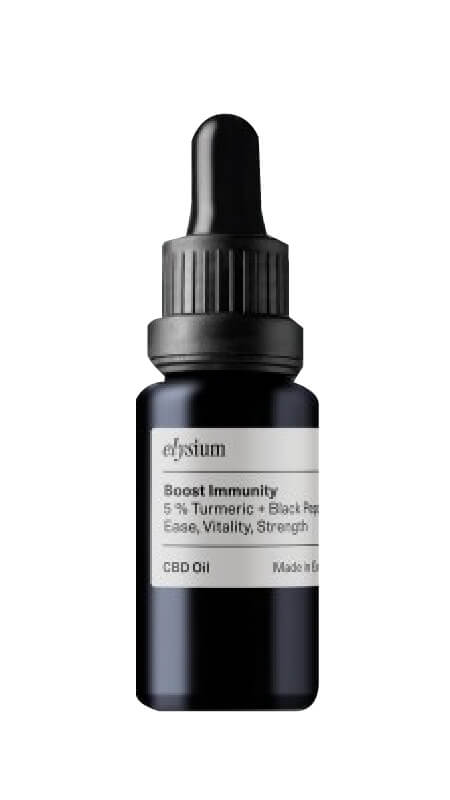 elysium
Boost Immunity
5 % Turmeric + Black
Ease, Vitality, Strength
CBD Oil
Made in